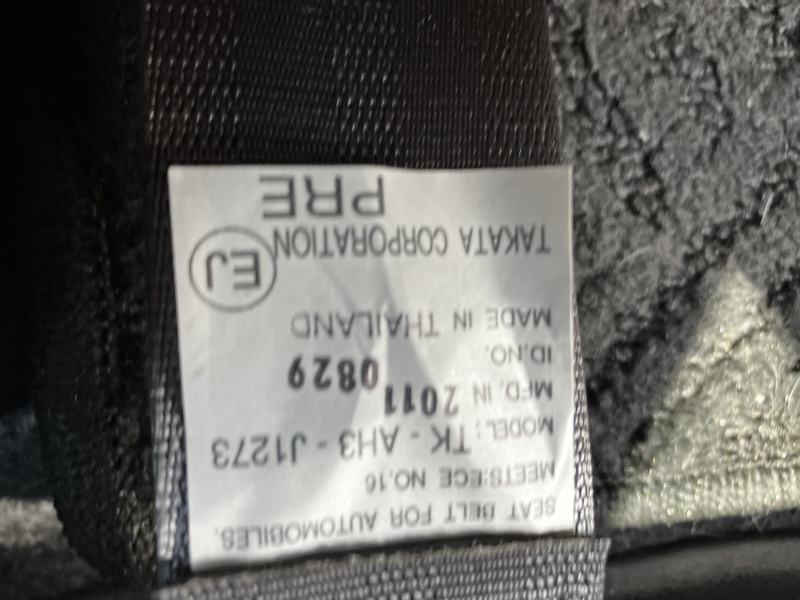 SEAT BELT FOR AUTOMOBILES.
MEETS:ECE NO.16
MODEL: TK - AH3 - J1273
MFD. IN 2011
ID.NO. 0829
MADE IN THAILAND
TAKATA CORPORATION EJ
PRE